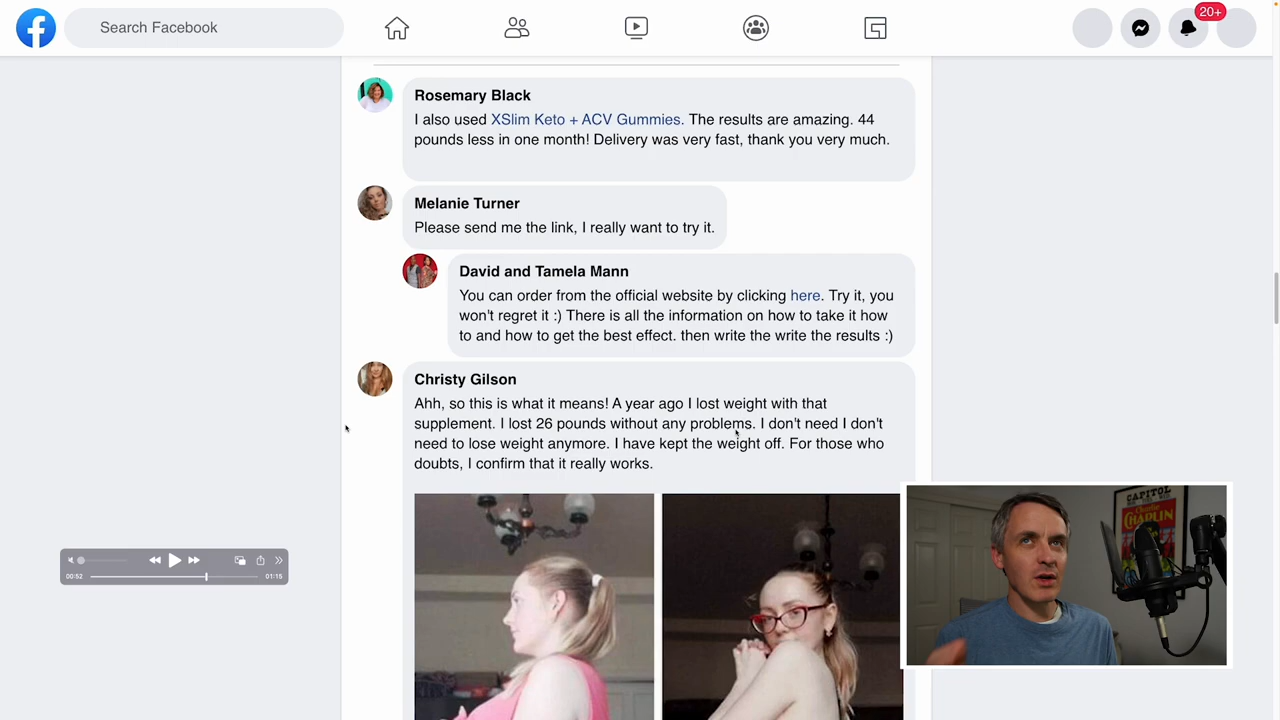 Search Facebook
20+
Rosemary Black
I also used XSlim Keto + ACV Gummies. The results are amazing. 44
pounds less in one month! Delivery was very fast, thank you very much.
Melanie Turner
Please send me the link, I really want to try it.
David and Tamela Mann
You can order from the official website by clicking here. Try it, you
won't regret it :) There is all the information on how to take it how
to and how to get the best effect. then write the write the results :)
Christy Gilson
Ahh, so this is what it means! A year ago I lost weight with that
supplement. I lost 26 pounds without any problems. I don't need I don't
need to lose weight anymore. I have kept the weight off. For those who
doubts, I confirm that it really works.
00:52
01:15
CAPITOL
Charlie
CHAPLIN